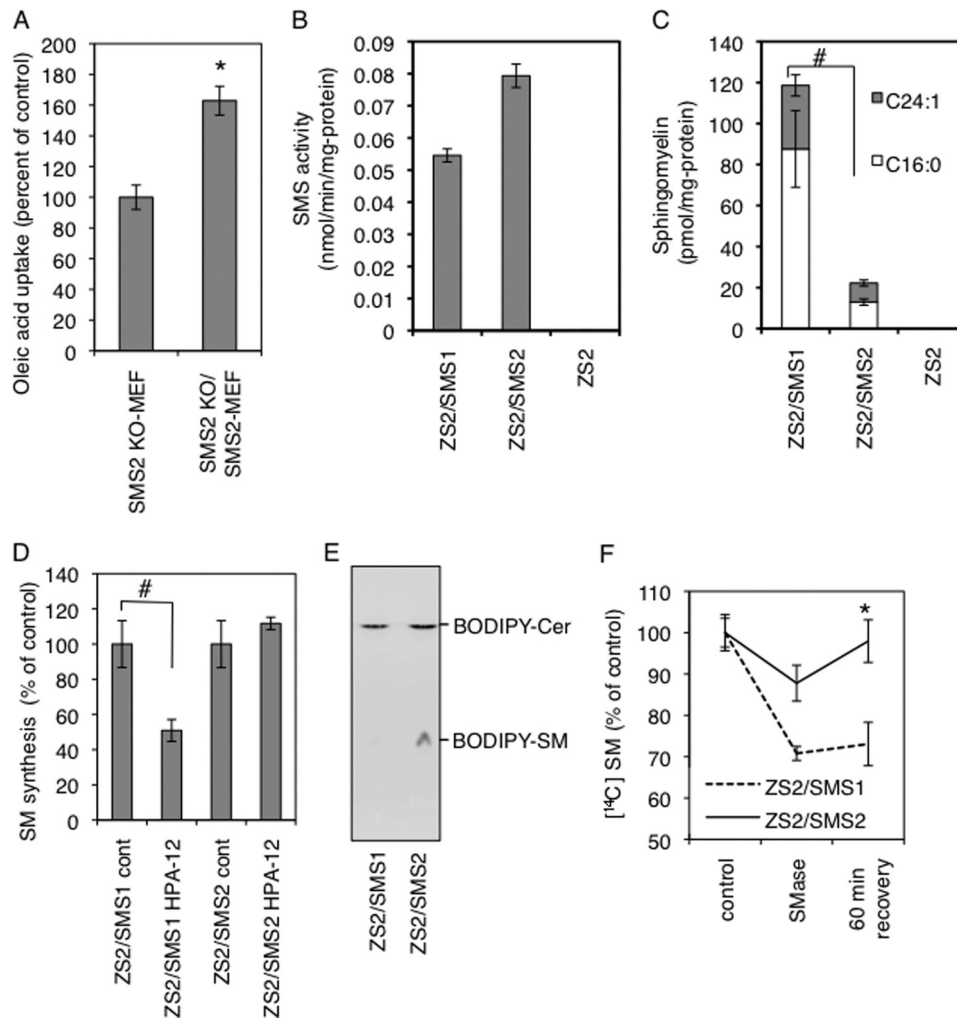 A
Oleic acid uptake (percent of control)
200
180
160
140
120
100
80
60
40
20
0
*
SMS2 KO-MEF
SMS2 KO/
SMS2-MEF
B
SMS activity
(nmol/min/mg-protein)
0.09
0.08
0.07
0.06
0.05
0.04
0.03
0.02
0.01
0
ZS2/SMS1
ZS2/SMS2
ZS2
C
Sphingomyelin
(pmol/mg-protein)
140
120
100
80
60
40
20
0
#
C24:1
C16:0
ZS2/SMS1
ZS2/SMS2
ZS2
D
SM synthesis (% of control)
140
120
100
80
60
40
20
0
#
ZS2/SMS1 cont
ZS2/SMS1 HPA-12
ZS2/SMS2 cont
ZS2/SMS2 HPA-12
E
BODIPY-Cer
BODIPY-SM
ZS2/SMS1
ZS2/SMS2
F
[¹⁴C] SM (% of control)
110
100
90
80
70
60
50
*
ZS2/SMS1
ZS2/SMS2
control
SMase
60 min
recovery